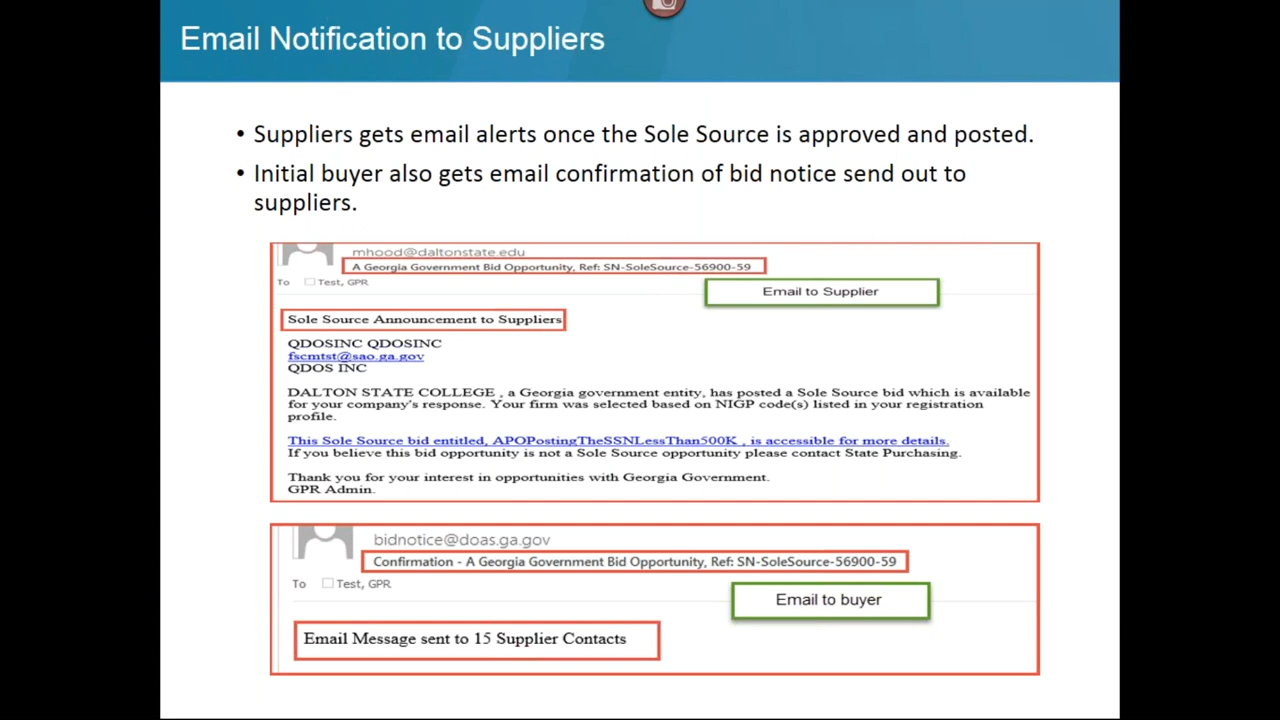 Email Notification to Suppliers
• Suppliers gets email alerts once the Sole Source is approved and posted.
• Initial buyer also gets email confirmation of bid notice send out to
suppliers.
mhood@daltonstate.edu
A Georgia Government Bid Opportunity, Ref: SN-SoleSource-56900-59
To Test, GPR
Email to Supplier
Sole Source Announcement to Suppliers
QDOSINC QDOSINC
fscmtst@sao.ga.gov
QDOS INC
DALTON STATE COLLEGE , a Georgia government entity, has posted a Sole Source bid which is available
for your company's response. Your firm was selected based on NIGP code(s) listed in your registration
profile.
This Sole Source bid entitled, APOPostingTheSSNLessThan500K , is accessible for more details.
If you believe this bid opportunity is not a Sole Source opportunity please contact State Purchasing.
Thank you for your interest in opportunities with Georgia Government.
GPR Admin.
bidnotice@doas.ga.gov
Confirmation - A Georgia Government Bid Opportunity, Ref: SN-SoleSource-56900-59
To Test, GPR
Email to buyer
Email Message sent to 15 Supplier Contacts